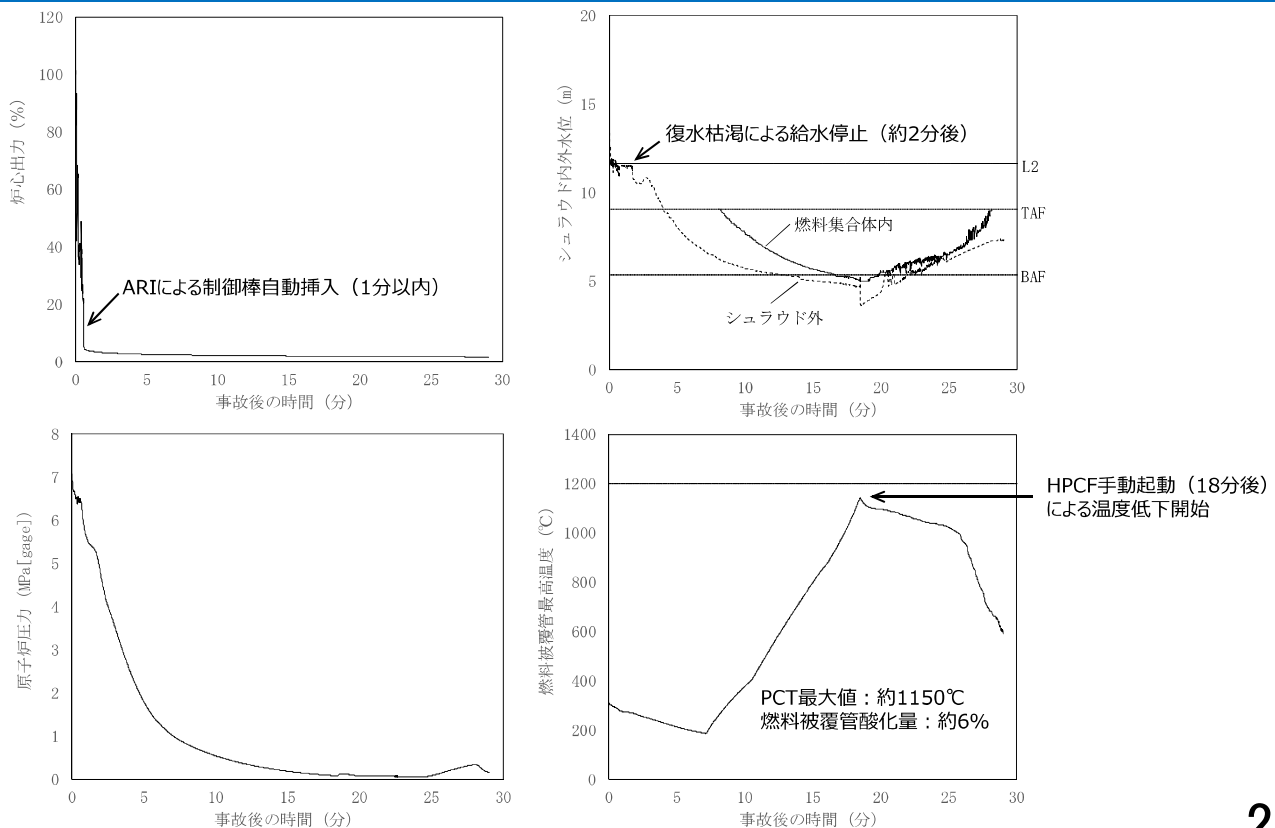 120
100
80
60
40
20
0
炉心出力 (%)
ARIによる制御棒自動挿入（1分以内）
0 5 10 15 20 25 30
事故後の時間 (分)
20
15
10
5
0
シュラウド内外水位 (m)
復水枯渇による給水停止（約2分後）
L2
TAF
燃料集合体内
BAF
シュラウド外
0 5 10 15 20 25 30
事故後の時間 (分)
8
7
6
5
4
3
2
1
0
原子炉圧力 (MPa[gage])
0 5 10 15 20 25 30
事故後の時間 (分)
1400
1200
1000
800
600
400
200
0
燃料被覆管最高温度 (℃)
HPCF手動起動（18分後）
による温度低下開始
PCT最大値：約1150℃
燃料被覆管酸化量：約6%
0 5 10 15 20 25 30
事故後の時間 (分)
2